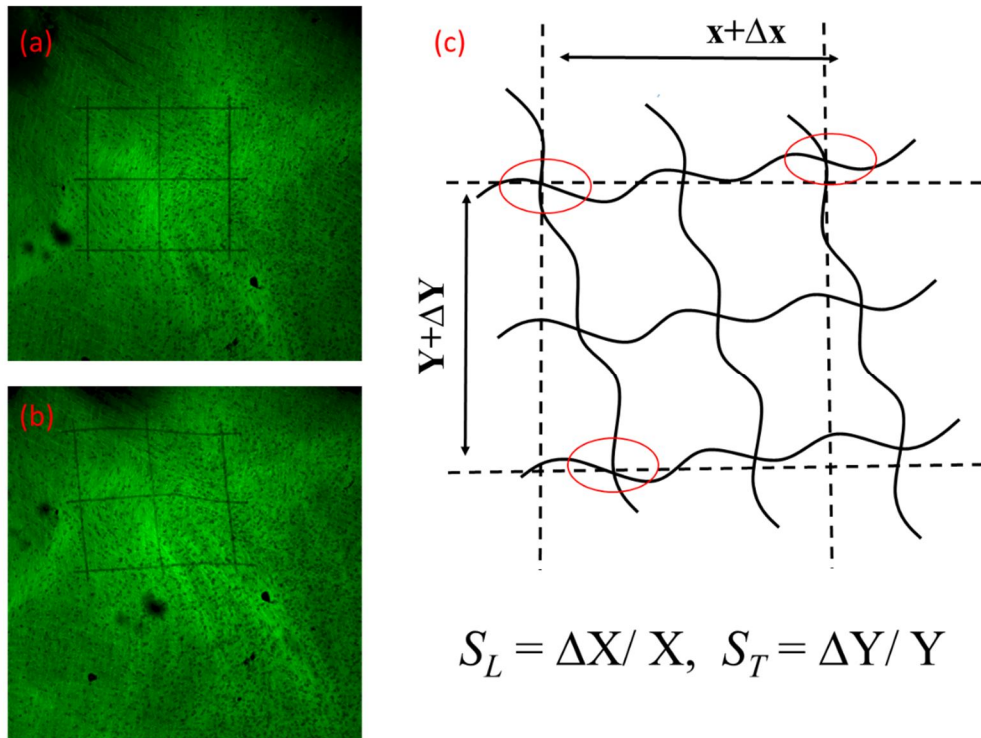 (a)
(b)
(c)
x+Δx
Y+ΔY
S_L = ΔX/ X, S_T = ΔY/ Y